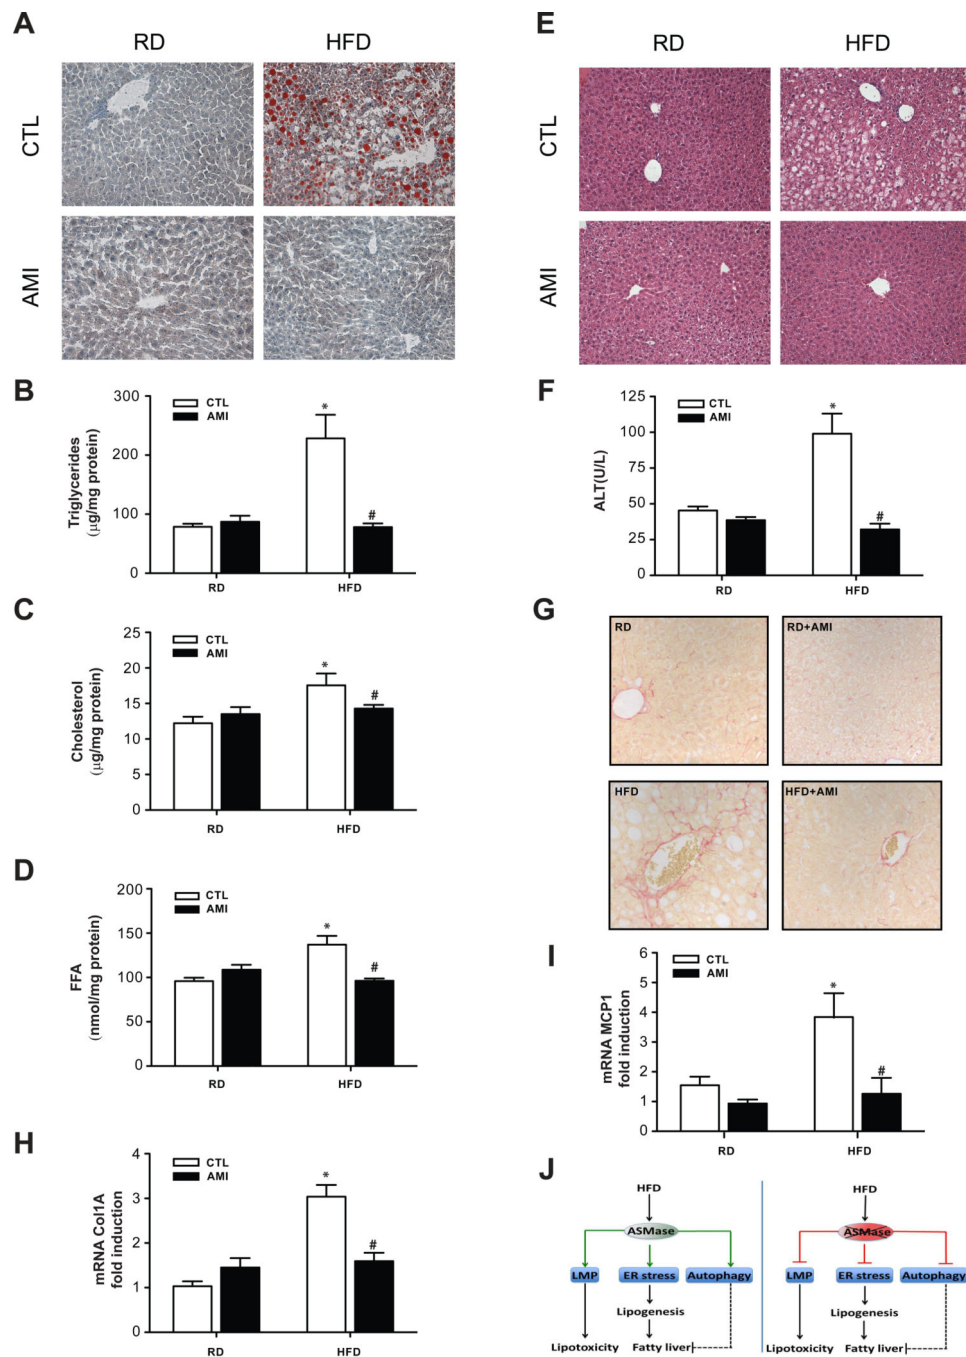 A
RD HFD
CTL
AMI
E
RD HFD
CTL
AMI
B
Triglycerides
(µg/mg protein)
300
200
100
0
CTL
AMI
*
#
RD HFD
C
Cholesterol
(µg/mg protein)
25
20
15
10
5
0
CTL
AMI
*
#
RD HFD
D
FFA
(nmol/mg protein)
200
150
100
50
0
CTL
AMI
*
#
RD HFD
F
ALT(U/L)
125
100
75
50
25
0
CTL
AMI
*
#
RD HFD
G
RD RD+AMI
HFD HFD+AMI
H
mRNA Col1A
fold induction
4
3
2
1
0
CTL
AMI
*
#
RD HFD
I
mRNA MCP1
fold induction
6
5
4
3
2
1
0
CTL
AMI
*
#
RD HFD
J
HFD
ASMase
LMP ER stress Autophagy
Lipogenesis
Lipotoxicity Fatty liver
HFD
ASMase
LMP ER stress Autophagy
Lipogenesis
Lipotoxicity Fatty liver